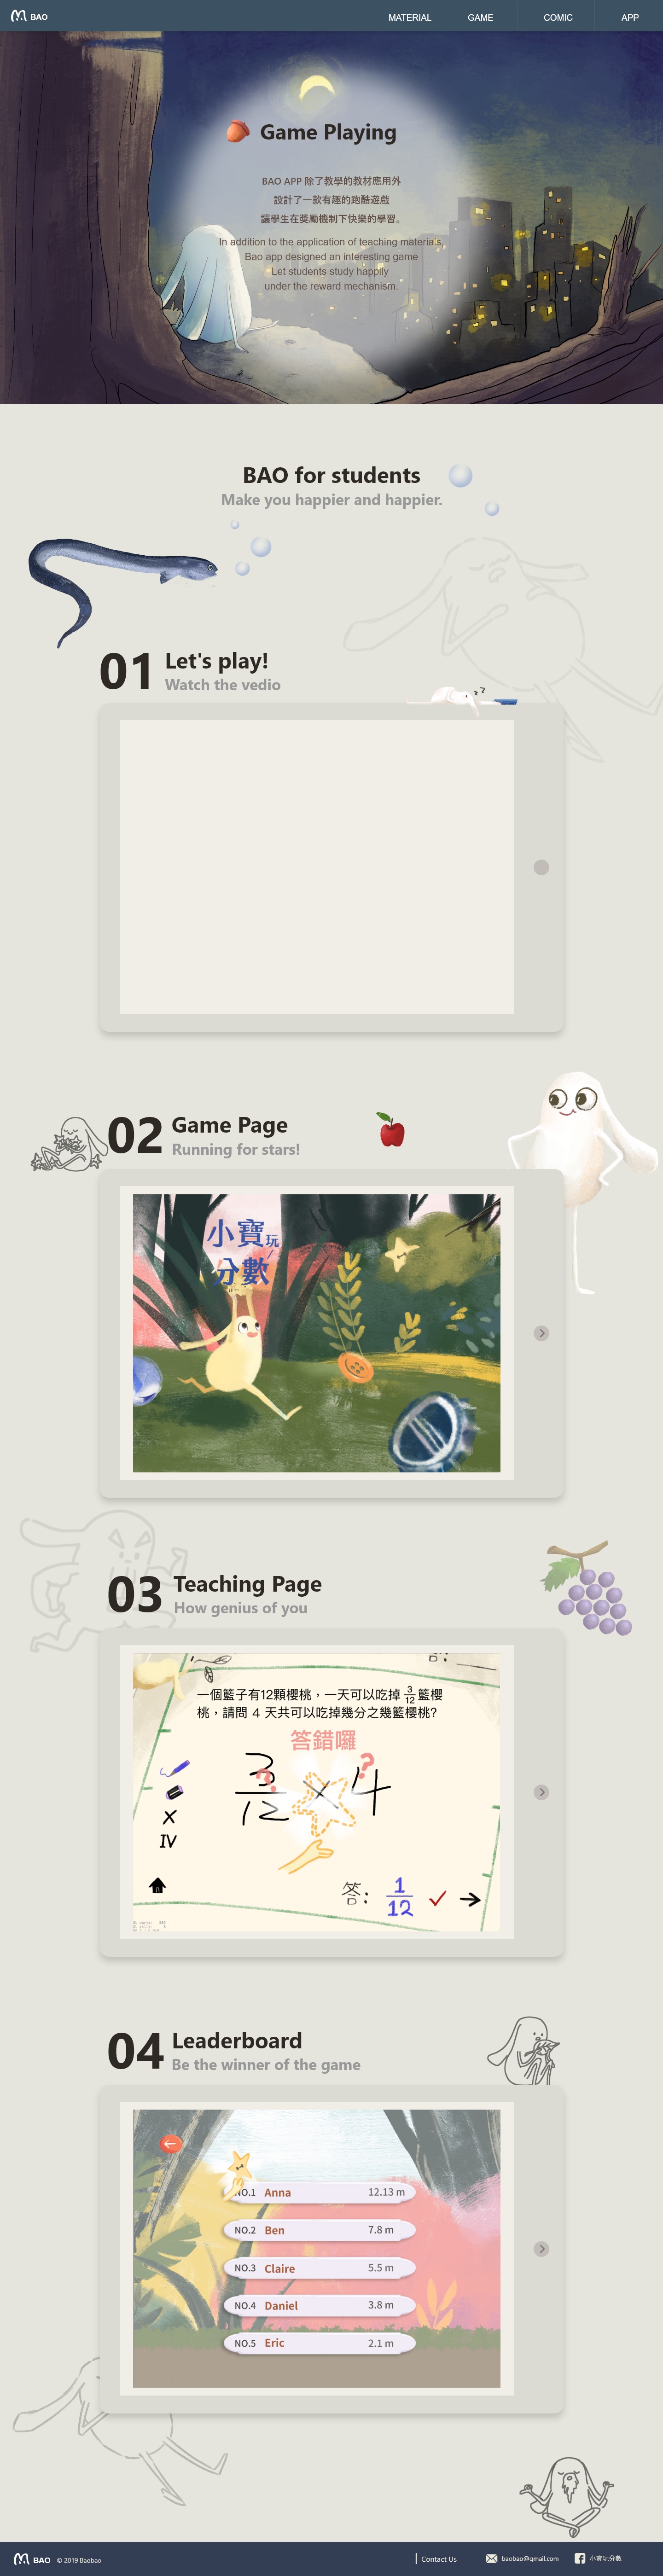 BAO
MATERIAL
GAME
COMIC
APP
Game Playing
BAO APP 除了教學的教材應用外
設計了一款有趣的跑酷遊戲
讓學生在獎勵機制下快樂的學習。
In addition to the application of teaching materials,
Bao app designed an interesting game
Let students study happily
under the reward mechanism.
BAO for students
Make you happier and happier.
01 Let's play!
Watch the vedio
z z
02 Game Page
Running for stars!
小寶玩
分數
03 Teaching Page
How genius of you
一個籃子有12顆櫻桃，一天可以吃掉 3/12 籃櫻
桃，請問 4 天共可以吃掉幾分之幾籃櫻桃?
答錯囉
3/12 × 4
? ?
X
IV
答: 1/12
04 Leaderboard
Be the winner of the game
NO.1 Anna 12.13 m
NO.2 Ben 7.8 m
NO.3 Claire 5.5 m
NO.4 Daniel 3.8 m
NO.5 Eric 2.1 m
BAO © 2019 Baobao
Contact Us
baobao@gmail.com
小寶玩分數